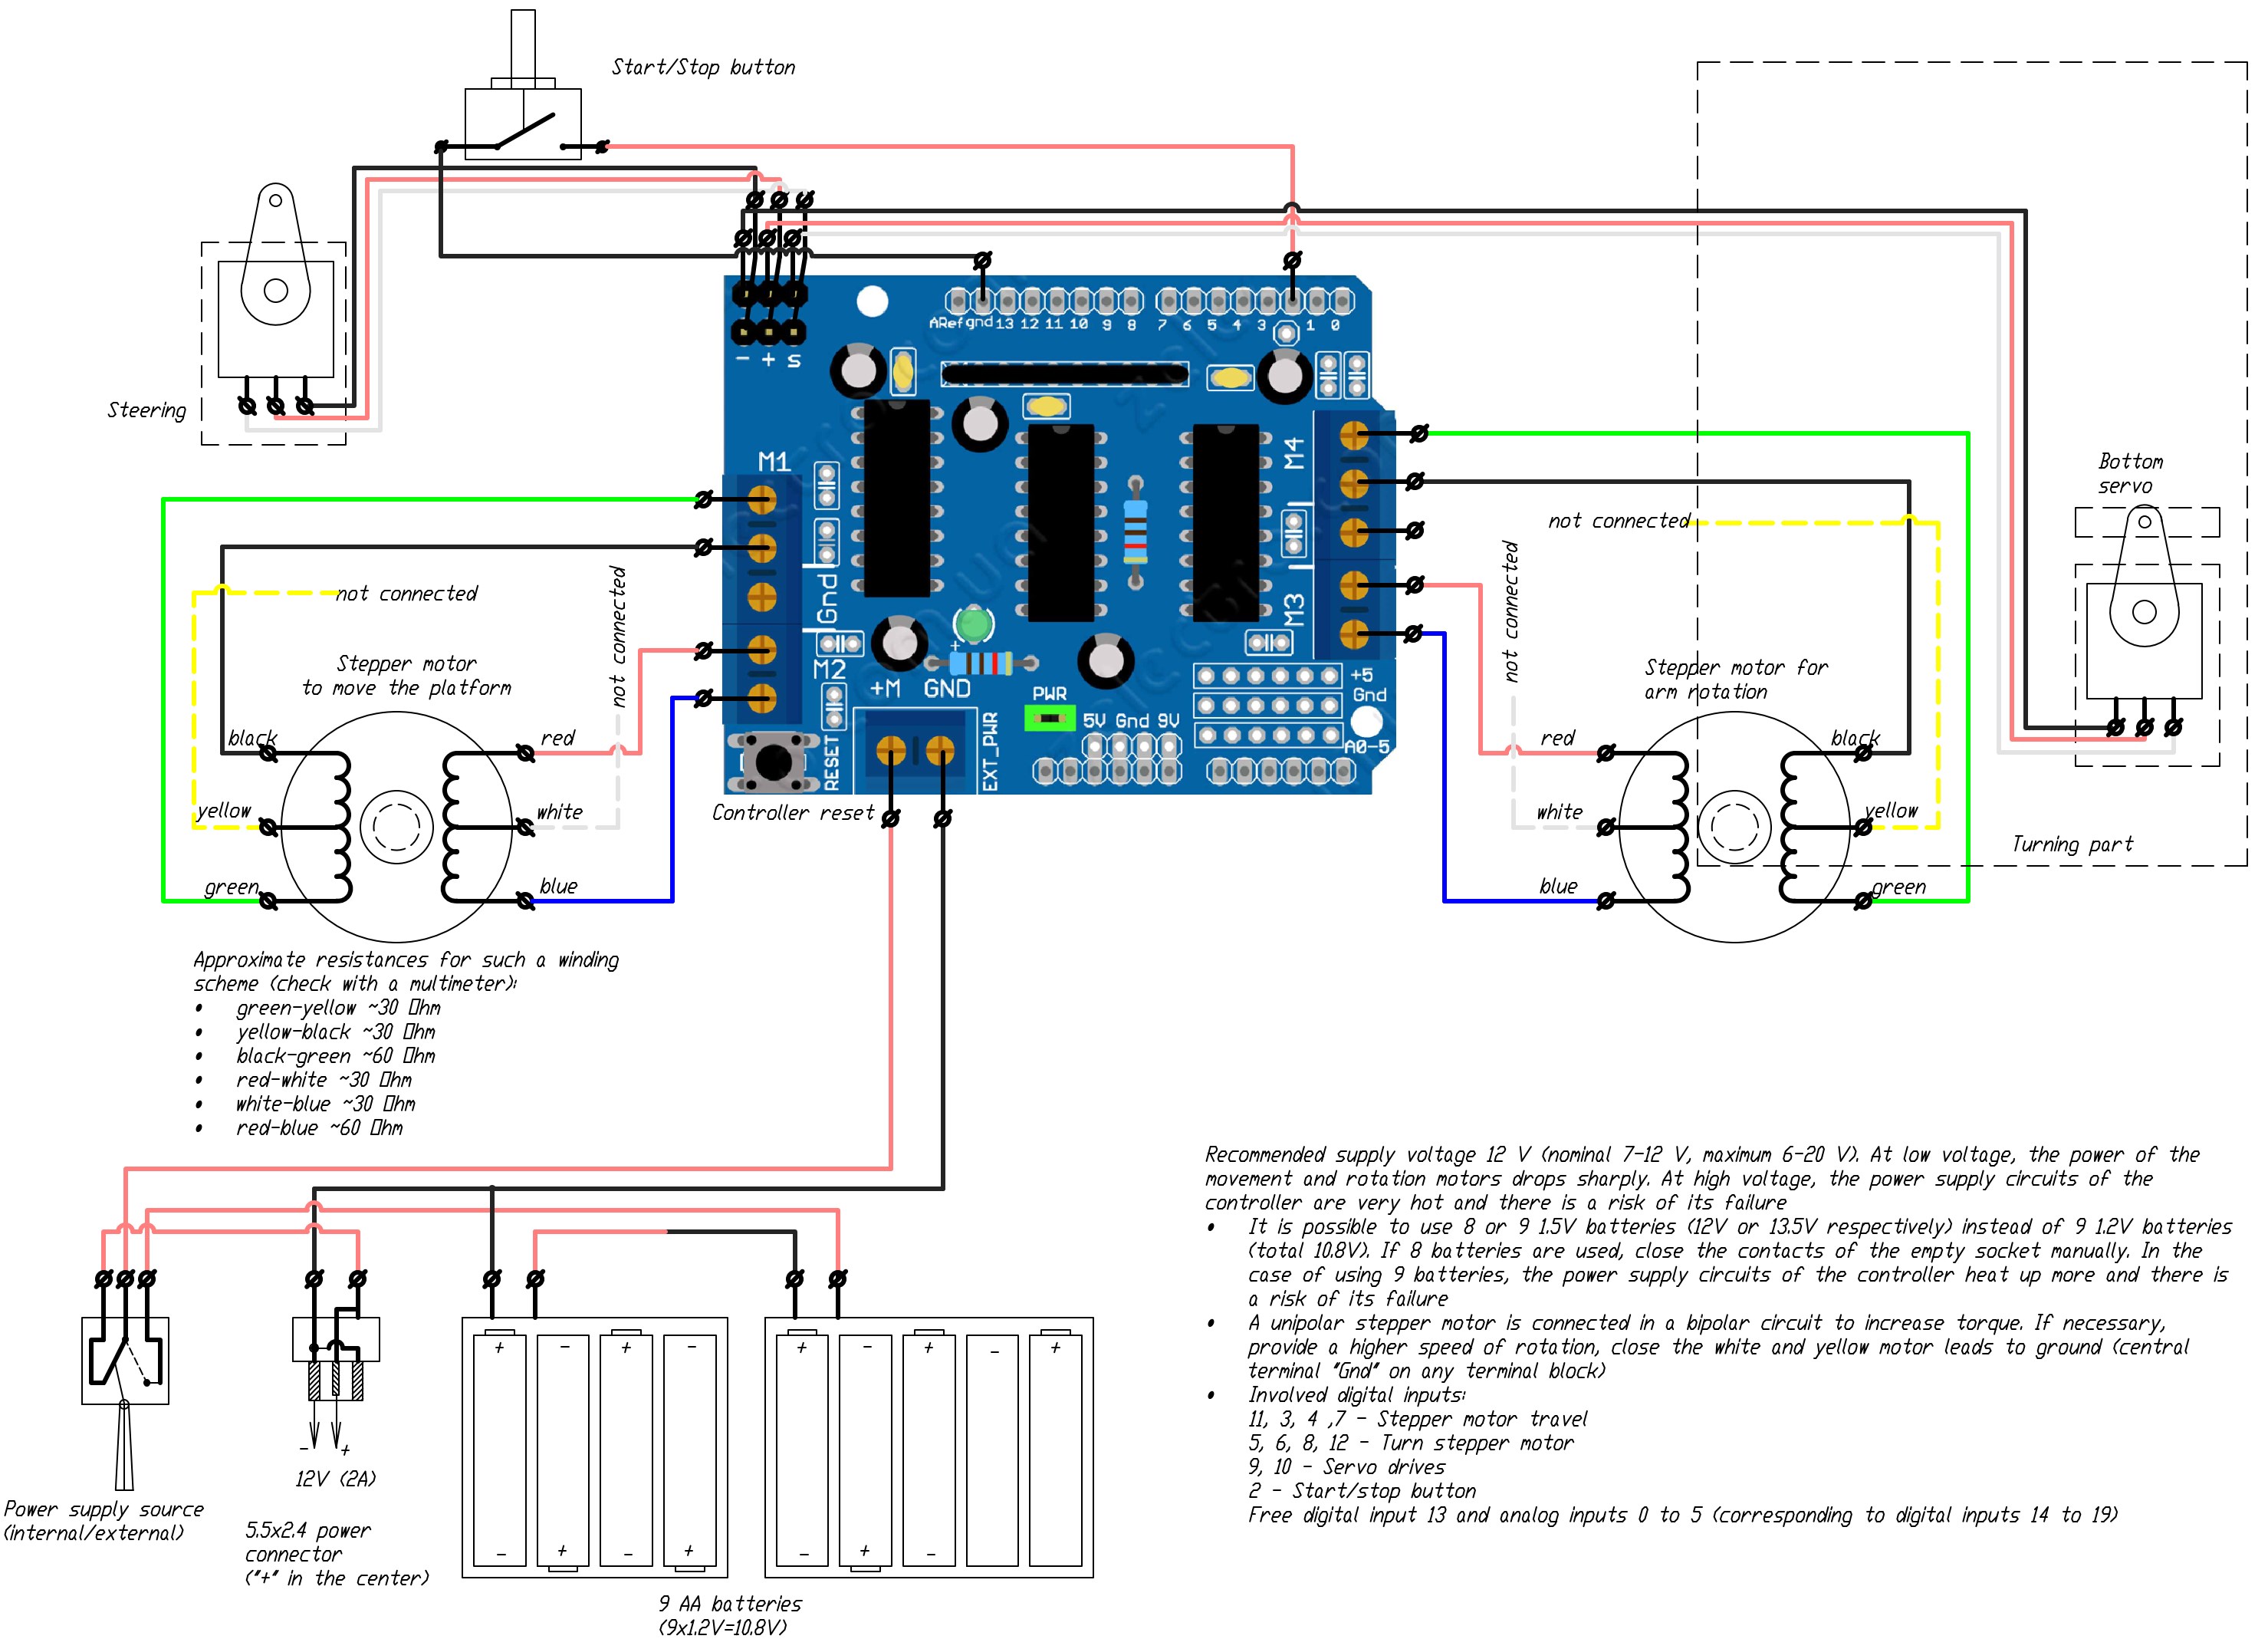 Start/Stop button
Steering
- + S
ARef gnd 13 12 11 10 9 8
7 6 5 4 3 1 0
M1
Gnd
M2
+M GND
RESET
EXT_PWR
PWR
5V Gnd 9V
+5
Gnd
A0-5
M4
M3
Controller reset
not connected
not connected
Stepper motor
to move the platform
black
yellow
green
red
white
blue
not connected
not connected
Stepper motor for
arm rotation
red
white
blue
black
yellow
green
Bottom
servo
Turning part
Approximate resistances for such a winding
scheme (check with a multimeter):
• green-yellow ~30 ▯hm
• yellow-black ~30 ▯hm
• black-green ~60 ▯hm
• red-white ~30 ▯hm
• white-blue ~30 ▯hm
• red-blue ~60 ▯hm
Recommended supply voltage 12 V (nominal 7-12 V, maximum 6-20 V). At low voltage, the power of the
movement and rotation motors drops sharply. At high voltage, the power supply circuits of the
controller are very hot and there is a risk of its failure
• It is possible to use 8 or 9 1.5V batteries (12V or 13.5V respectively) instead of 9 1.2V batteries
(total 10.8V). If 8 batteries are used, close the contacts of the empty socket manually. In the
case of using 9 batteries, the power supply circuits of the controller heat up more and there is
a risk of its failure
• A unipolar stepper motor is connected in a bipolar circuit to increase torque. If necessary,
provide a higher speed of rotation, close the white and yellow motor leads to ground (central
terminal "Gnd" on any terminal block)
• Involved digital inputs:
11, 3, 4 ,7 - Stepper motor travel
5, 6, 8, 12 - Turn stepper motor
9, 10 - Servo drives
2 - Start/stop button
Free digital input 13 and analog inputs 0 to 5 (corresponding to digital inputs 14 to 19)
Power supply source
(internal/external)
- +
12V (2A)
5.5x2.4 power
connector
("+" in the center)
+ - + -
- + - +
+ - + - +
- + -
9 AA batteries
(9x1.2V=10.8V)